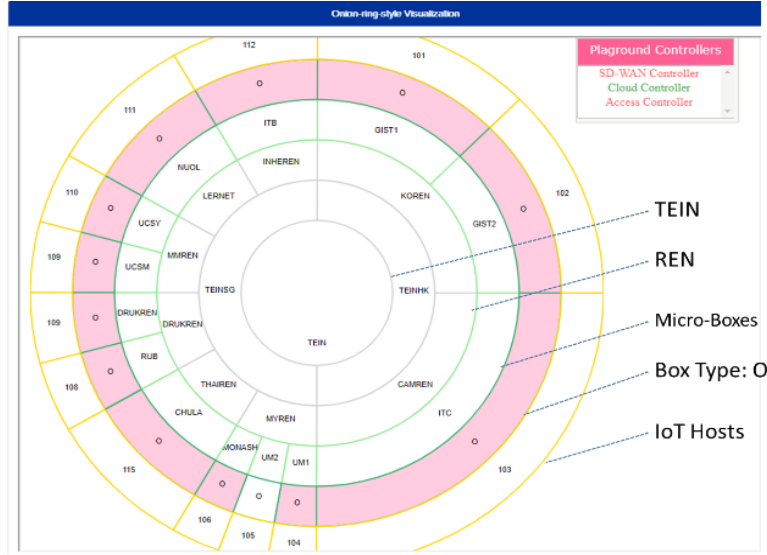 Onion-ring-style Visualization
Plaground Controllers
SD-WAN Controller
Cloud Controller
Access Controller
112
101
O
O
111
ITB
GIST1
O
NUOL
INHEREN
LERNET
KOREN
102
110
O
UCSY
GIST2
O
TEIN
109
O
UCSM
MMREN
REN
TEINSG
TEINHK
109
O
DRUKREN
DRUKREN
Micro-Boxes
TEIN
108
O
RUB
THAIREN
CAMREN
Box Type: O
CHULA
MYREN
ITC
IoT Hosts
115
O
MONASH
UM2
UM1
O
103
106
O
O
O
105
104